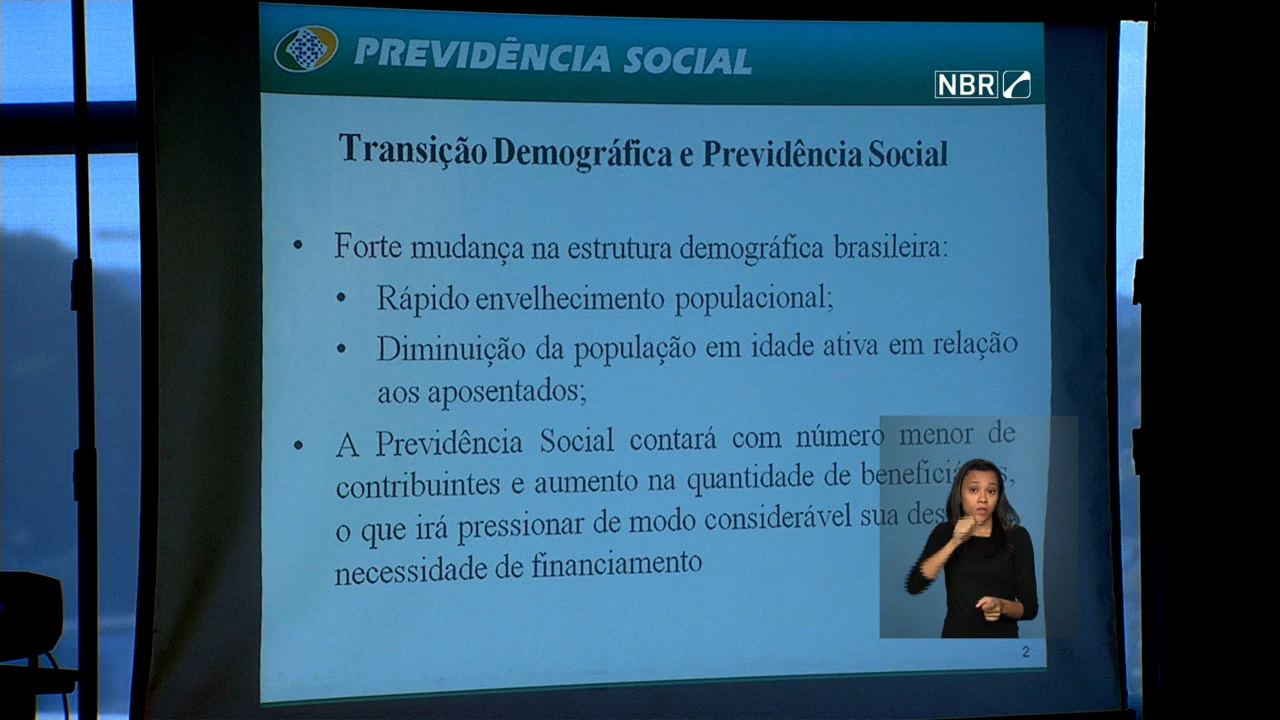 PREVIDÊNCIA SOCIAL
NBR
Transição Demográfica e Previdência Social
• Forte mudança na estrutura demográfica brasileira:
• Rápido envelhecimento populacional;
• Diminuição da população em idade ativa em relação
aos aposentados;
• A Previdência Social contará com número menor de
contribuintes e aumento na quantidade de
o que irá pressionar de modo considerável sua
necessidade de financiamento
2